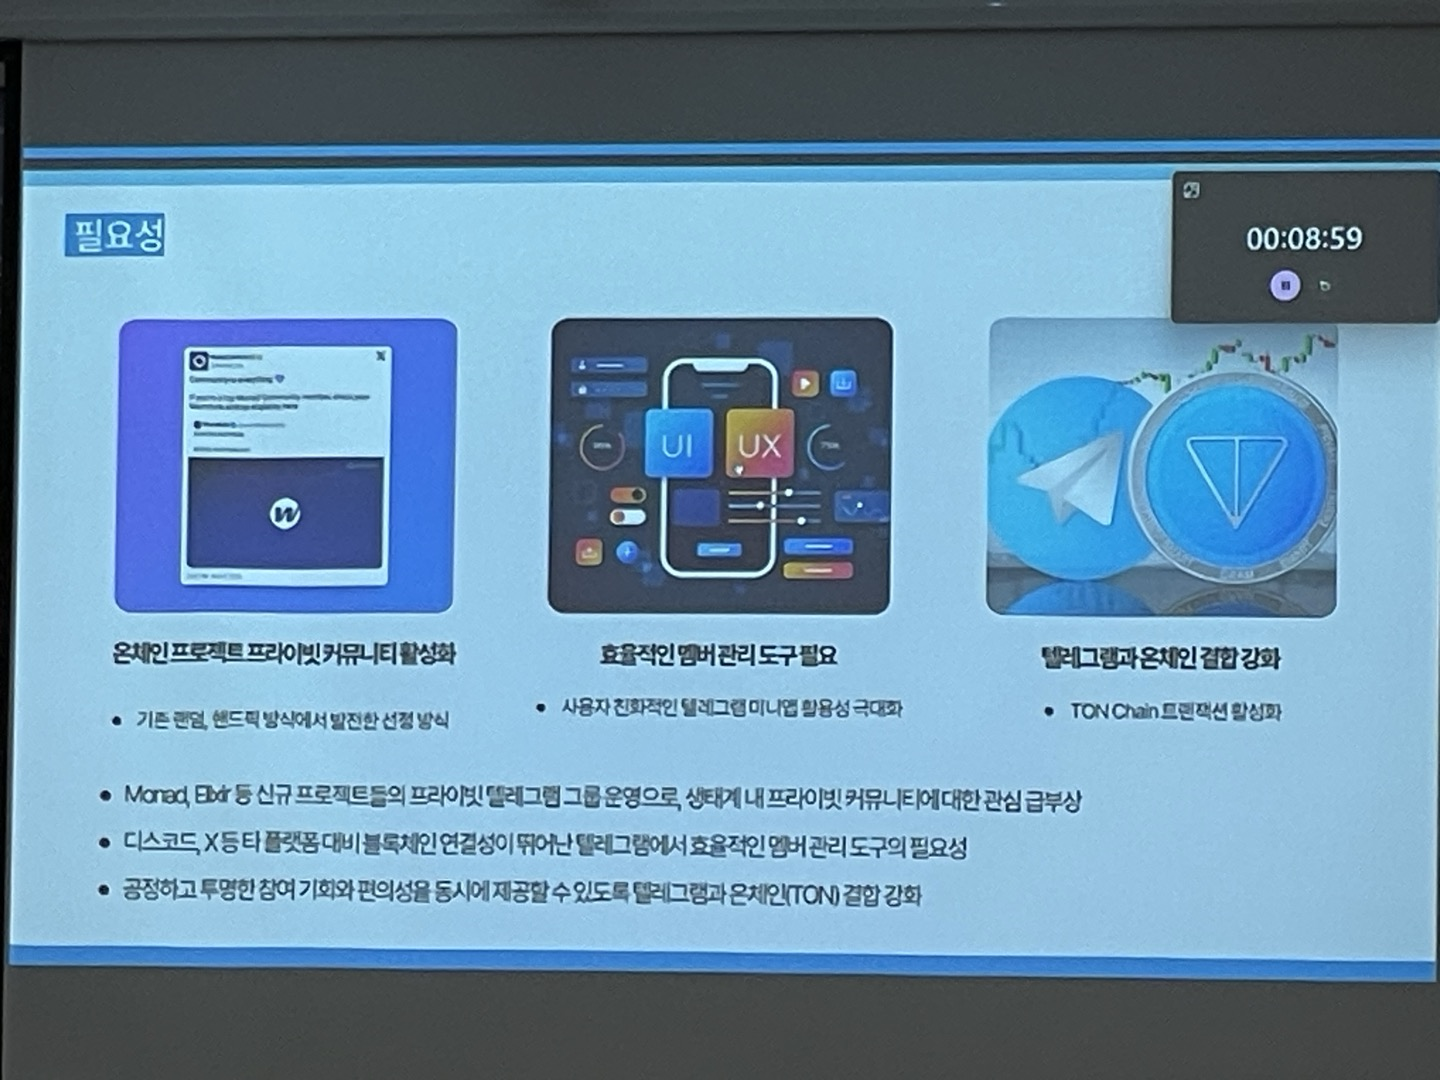 필요성
00:08:59
Community is everything
UI
UX
온체인 프로젝트 프라이빗 커뮤니티 활성화
효율적인 멤버 관리 도구 필요
텔레그램과 온체인 결합 강화
기존 랜덤, 핸드픽 방식에서 발전한 선정 방식
사용자 친화적인 텔레그램 미니앱 활용성 극대화
TON Chain 트랜잭션 활성화
Monad, Elixir 등 신규 프로젝트들의 프라이빗 텔레그램 그룹 운영으로, 생태계 내 프라이빗 커뮤니티에 대한 관심 급부상
디스코드, X 등 타 플랫폼 대비 블록체인 연결성이 뛰어난 텔레그램에서 효율적인 멤버 관리 도구의 필요성
공정하고 투명한 참여 기회와 편의성을 동시에 제공할 수 있도록 텔레그램과 온체인(TON) 결합 강화